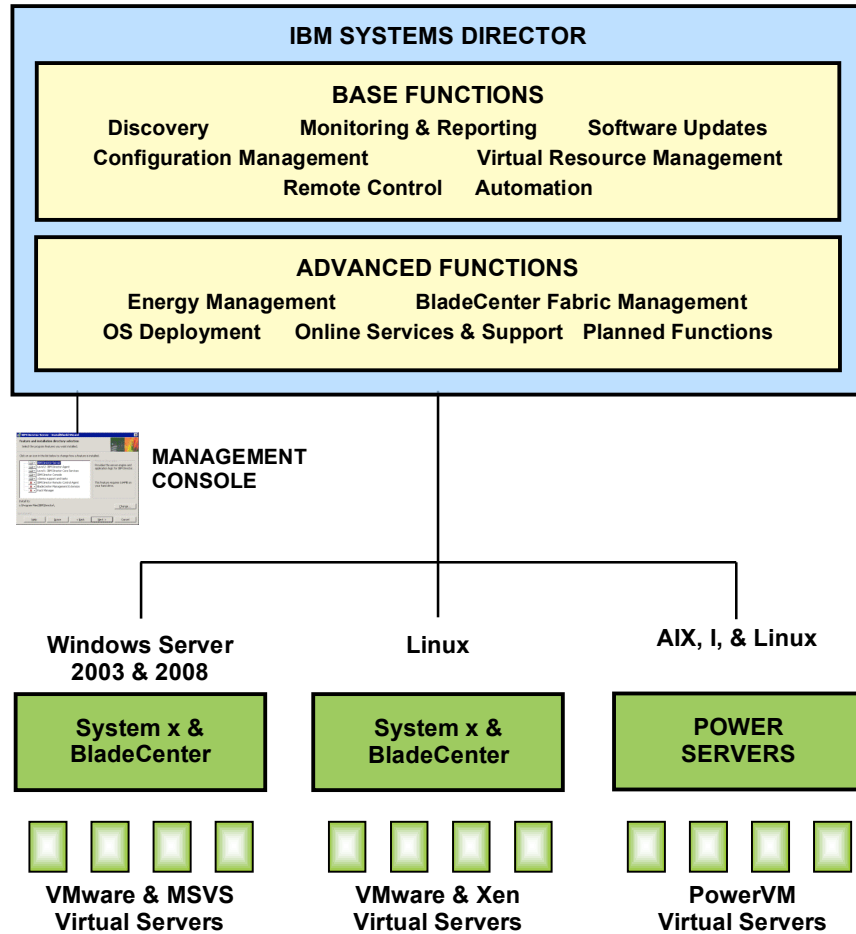 IBM SYSTEMS DIRECTOR
BASE FUNCTIONS
Discovery Monitoring & Reporting Software Updates
Configuration Management Virtual Resource Management
Remote Control Automation
ADVANCED FUNCTIONS
Energy Management BladeCenter Fabric Management
OS Deployment Online Services & Support Planned Functions
MANAGEMENT
CONSOLE
Windows Server
2003 & 2008
Linux
AIX, I, & Linux
System x &
BladeCenter
System x &
BladeCenter
POWER
SERVERS
VMware & MSVS
Virtual Servers
VMware & Xen
Virtual Servers
PowerVM
Virtual Servers